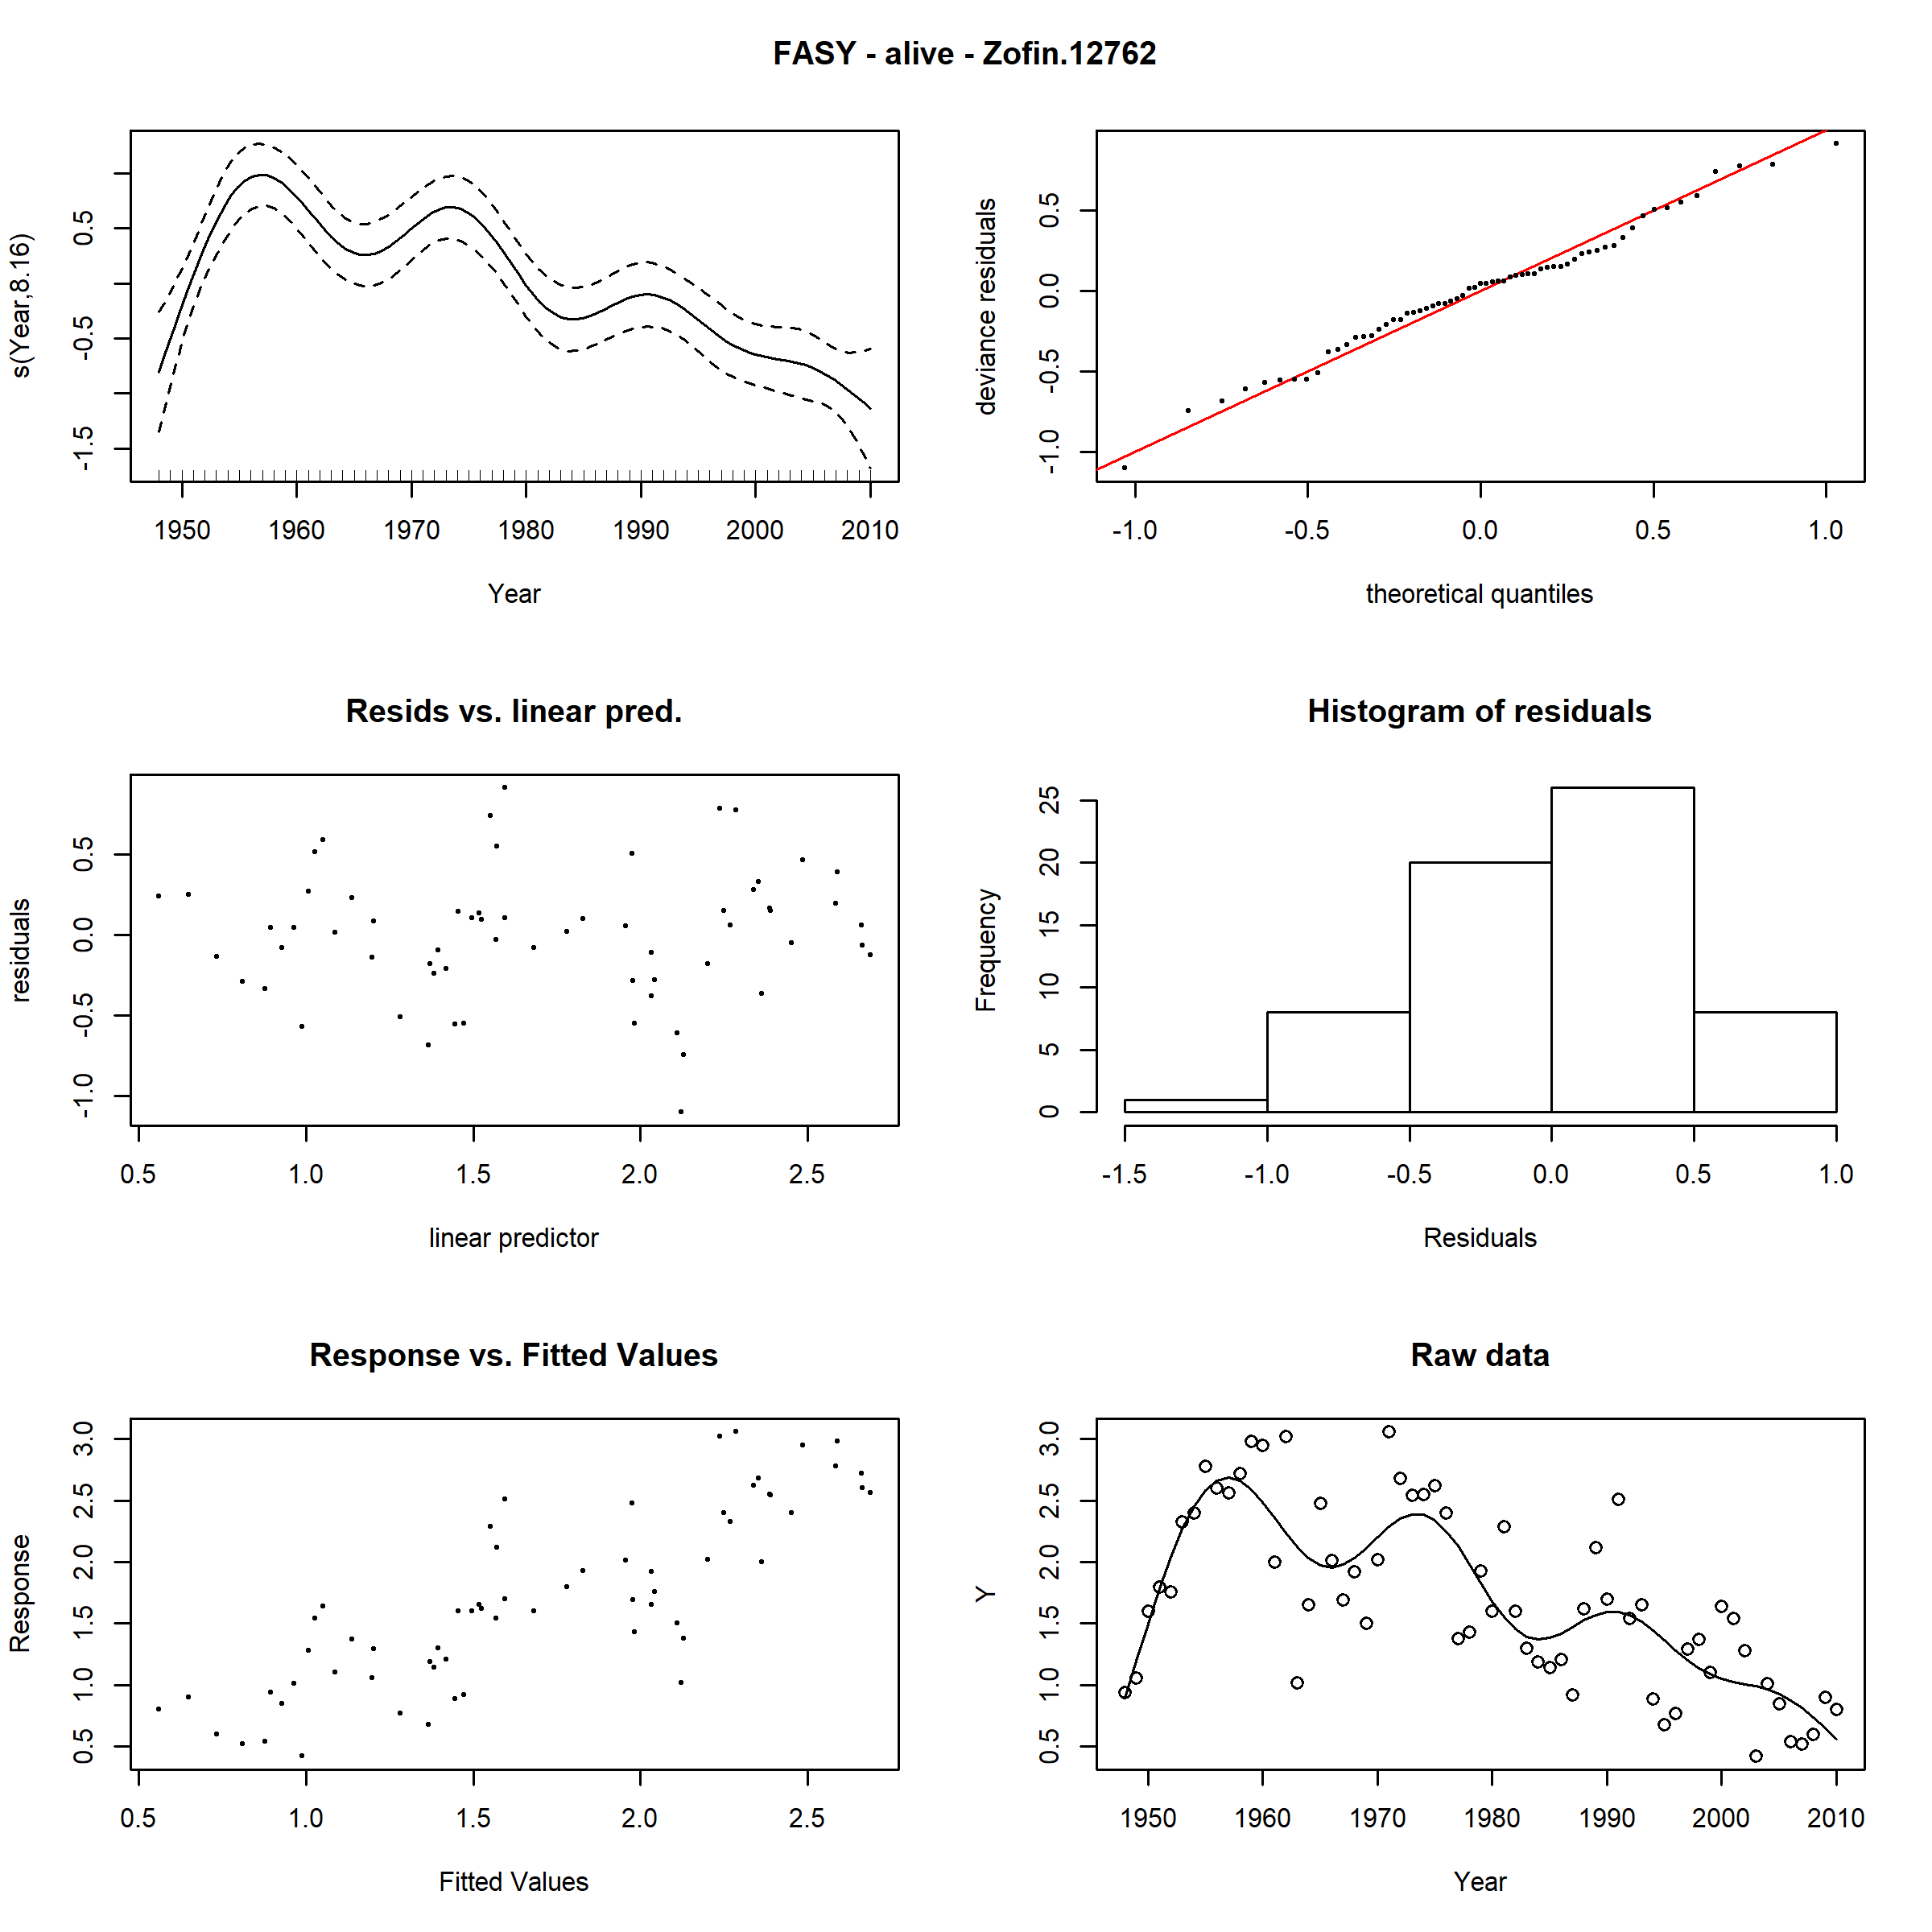 FASY - alive - Zofin.12762
s(Year,8.16)
0.5
-0.5
-1.5
1950 1960 1970 1980 1990 2000 2010
Year
deviance residuals
0.5
0.0
-0.5
-1.0
-1.0 -0.5 0.0 0.5 1.0
theoretical quantiles
Resids vs. linear pred.
residuals
0.5
0.0
-0.5
-1.0
0.5 1.0 1.5 2.0 2.5
linear predictor
Histogram of residuals
Frequency
25
20
15
10
5
0
-1.5 -1.0 -0.5 0.0 0.5 1.0
Residuals
Response vs. Fitted Values
Response
3.0
2.5
2.0
1.5
1.0
0.5
0.5 1.0 1.5 2.0 2.5
Fitted Values
Raw data
Y
3.0
2.5
2.0
1.5
1.0
0.5
1950 1960 1970 1980 1990 2000 2010
Year